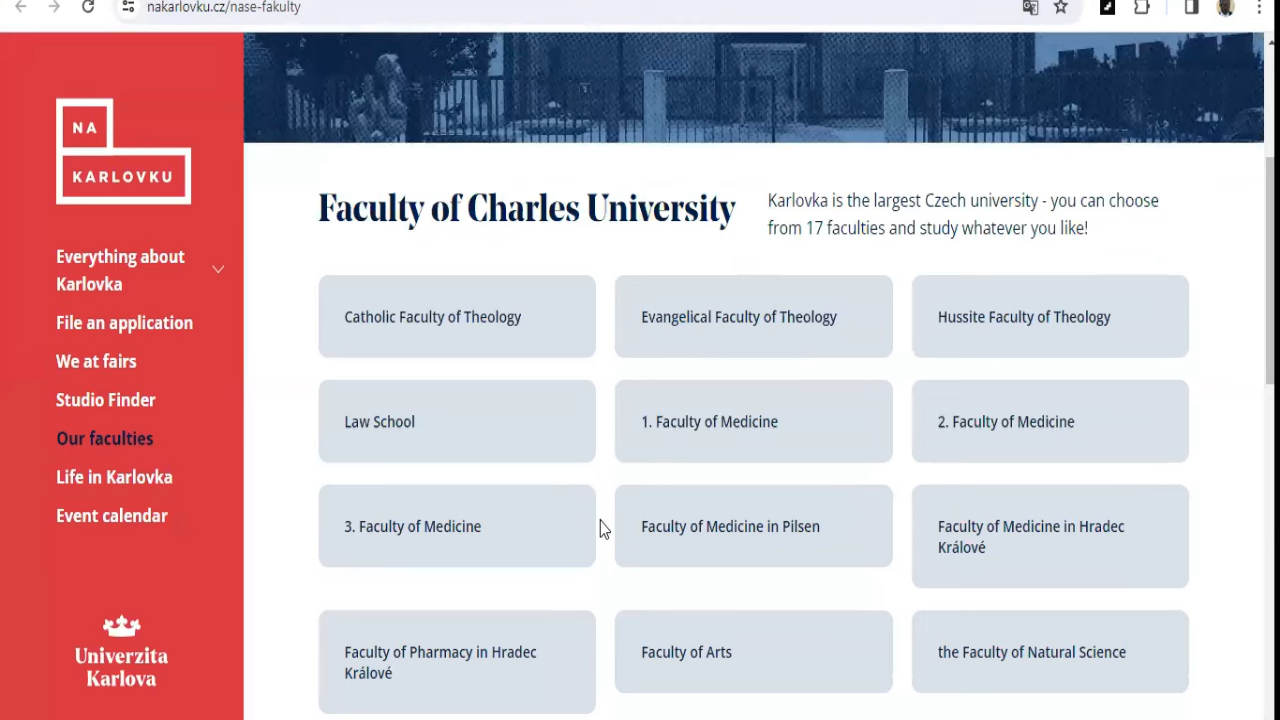 nakarlovku.cz/nase-fakulty
NA
KARLOVKU
Everything about
Karlovka
File an application
We at fairs
Studio Finder
Our faculties
Life in Karlovka
Event calendar
Univerzita
Karlova
Faculty of Charles University
Karlovka is the largest Czech university - you can choose
from 17 faculties and study whatever you like!
Catholic Faculty of Theology
Evangelical Faculty of Theology
Hussite Faculty of Theology
Law School
1. Faculty of Medicine
2. Faculty of Medicine
3. Faculty of Medicine
Faculty of Medicine in Pilsen
Faculty of Medicine in Hradec
Králové
Faculty of Pharmacy in Hradec
Králové
Faculty of Arts
the Faculty of Natural Science